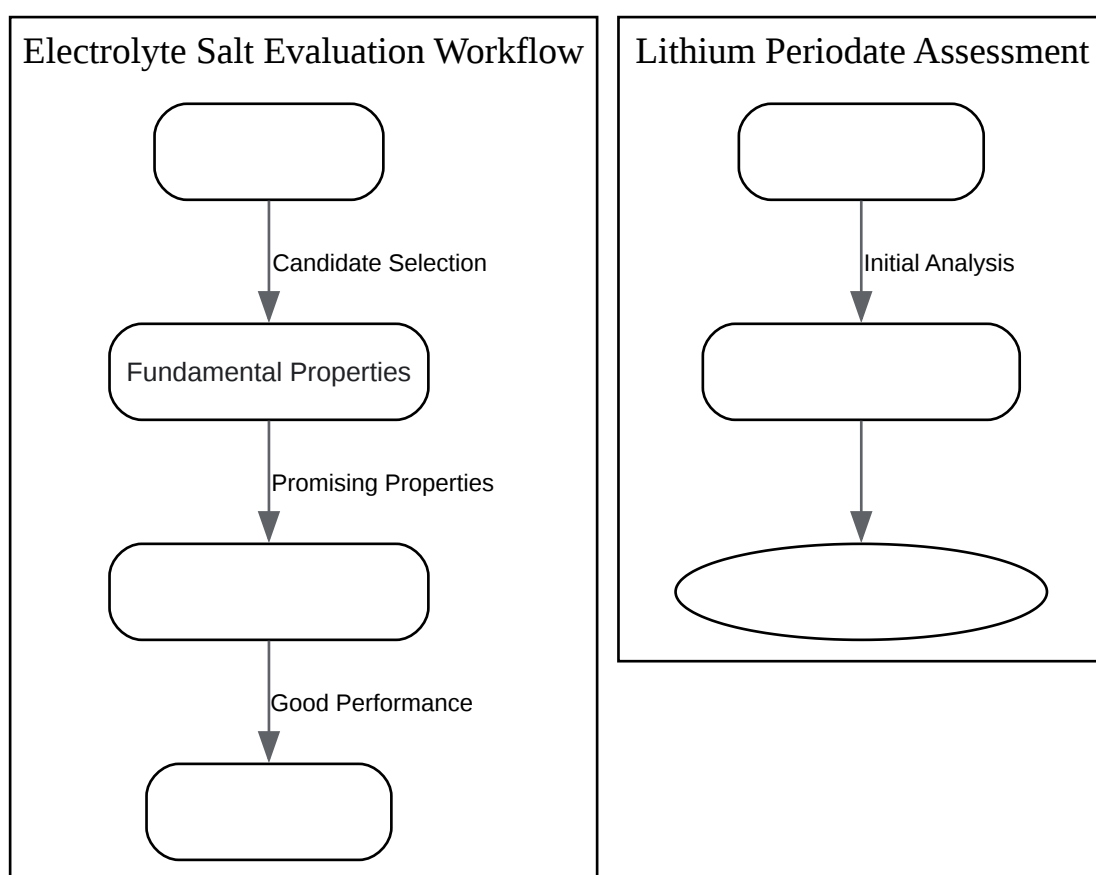 Electrolyte Salt Evaluation Workflow
Candidate Selection
Fundamental Properties
Promising Properties
Good Performance
Lithium Periodate Assessment
Initial Analysis